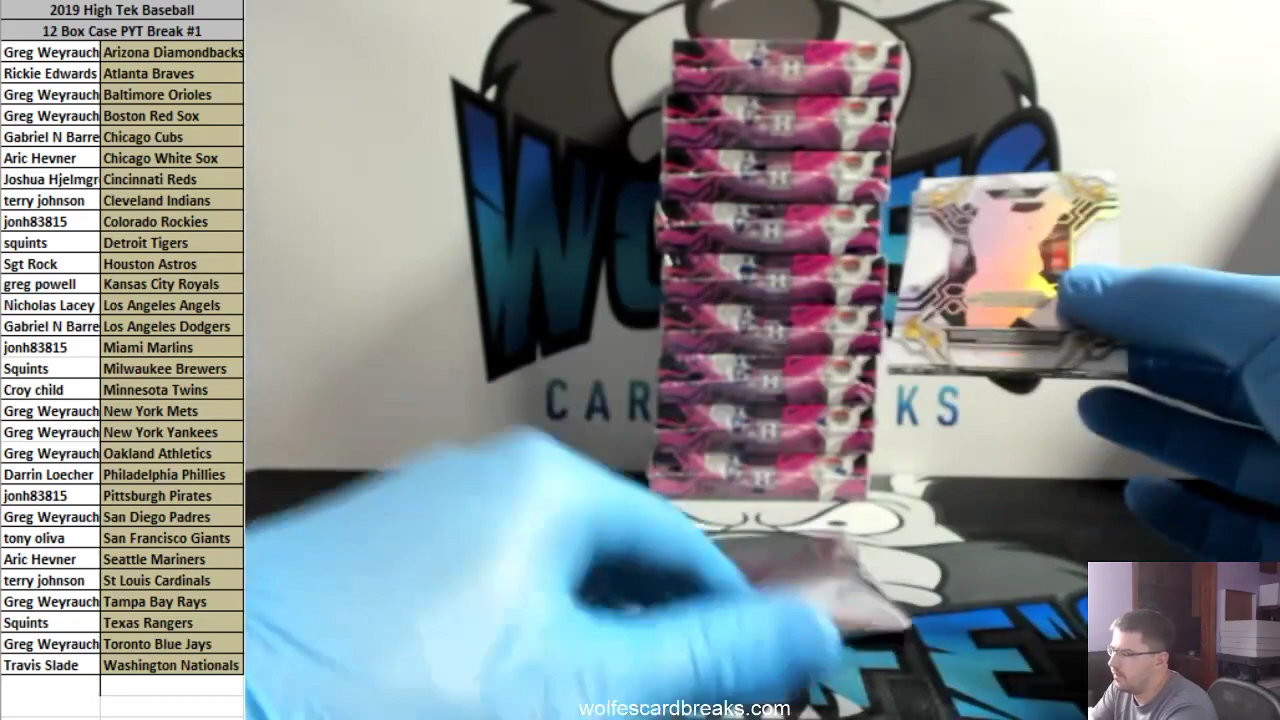 2019 High Tek Baseball
12 Box Case PYT Break #1
Greg Weyrauch Arizona Diamondbacks
Rickie Edwards Atlanta Braves
Greg Weyrauch Baltimore Orioles
Greg Weyrauch Boston Red Sox
Gabriel N Barre Chicago Cubs
Aric Hevner Chicago White Sox
Joshua Hjelmgr Cincinnati Reds
terry johnson Cleveland Indians
jonh83815 Colorado Rockies
squints Detroit Tigers
Sgt Rock Houston Astros
greg powell Kansas City Royals
Nicholas Lacey Los Angeles Angels
Gabriel N Barre Los Angeles Dodgers
jonh83815 Miami Marlins
Squints Milwaukee Brewers
Croy child Minnesota Twins
Greg Weyrauch New York Mets
Greg Weyrauch New York Yankees
Greg Weyrauch Oakland Athletics
Darrin Loecher Philadelphia Phillies
jonh83815 Pittsburgh Pirates
Greg Weyrauch San Diego Padres
tony oliva San Francisco Giants
Aric Hevner Seattle Mariners
terry johnson St Louis Cardinals
Greg Weyrauch Tampa Bay Rays
Squints Texas Rangers
Greg Weyrauch Toronto Blue Jays
Travis Slade Washington Nationals
WO
CAR KS
wolfescardbreaks.com